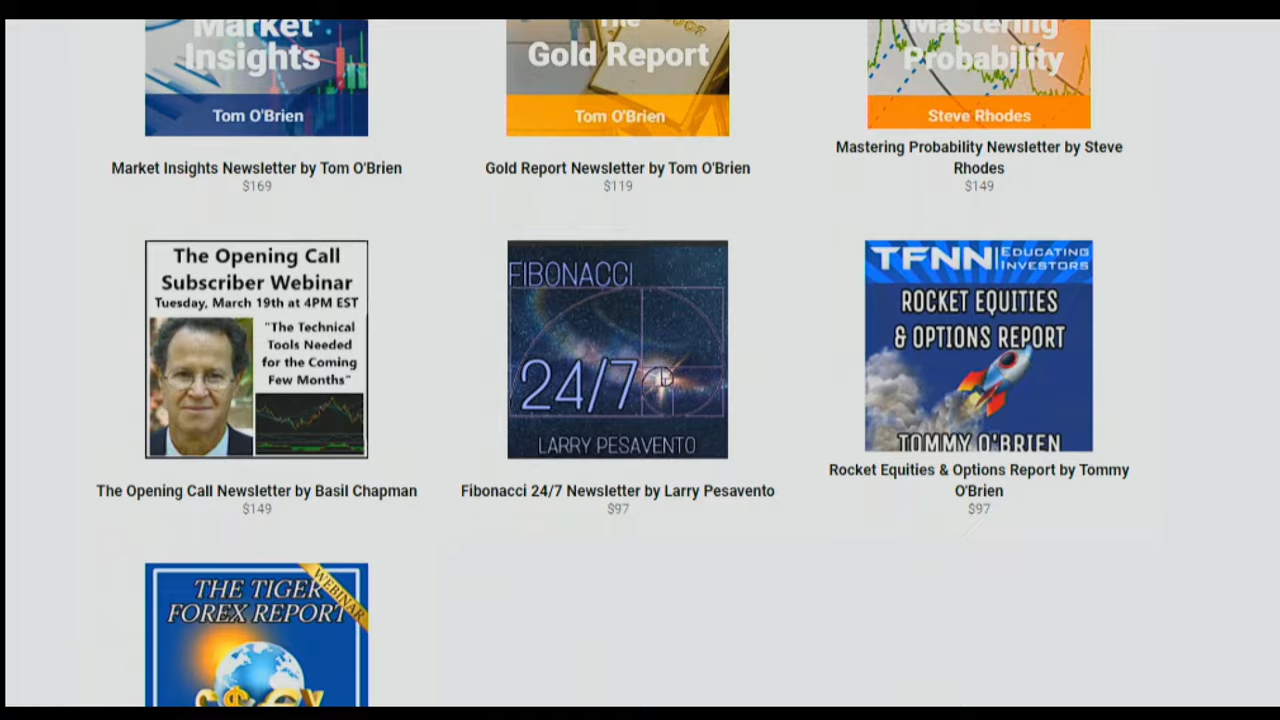 Market
Insights
Tom O'Brien
Market Insights Newsletter by Tom O'Brien
$169
The
Gold Report
Tom O'Brien
Gold Report Newsletter by Tom O'Brien
$119
Mastering
Probability
Steve Rhodes
Mastering Probability Newsletter by Steve
Rhodes
$149
The Opening Call
Subscriber Webinar
Tuesday, March 19th at 4PM EST
"The Technical
Tools Needed
for the Coming
Few Months"
The Opening Call Newsletter by Basil Chapman
$149
FIBONACCI
24/7
LARRY PESAVENTO
Fibonacci 24/7 Newsletter by Larry Pesavento
$97
TFNN EDUCATING
INVESTORS
ROCKET EQUITIES
& OPTIONS REPORT
TOMMY O'BRIEN
Rocket Equities & Options Report by Tommy
O'Brien
$97
THE TIGER
FOREX REPORT
WEBINAR